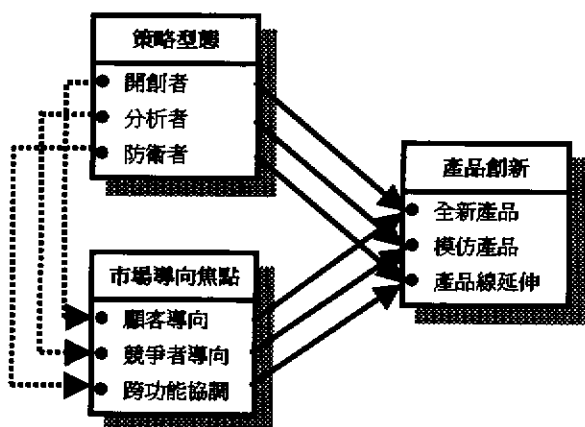 策略型態
開創者
分析者
防衛者
產品創新
全新產品
模仿產品
產品線延伸
市場導向焦點
顧客導向
競爭者導向
跨功能協調